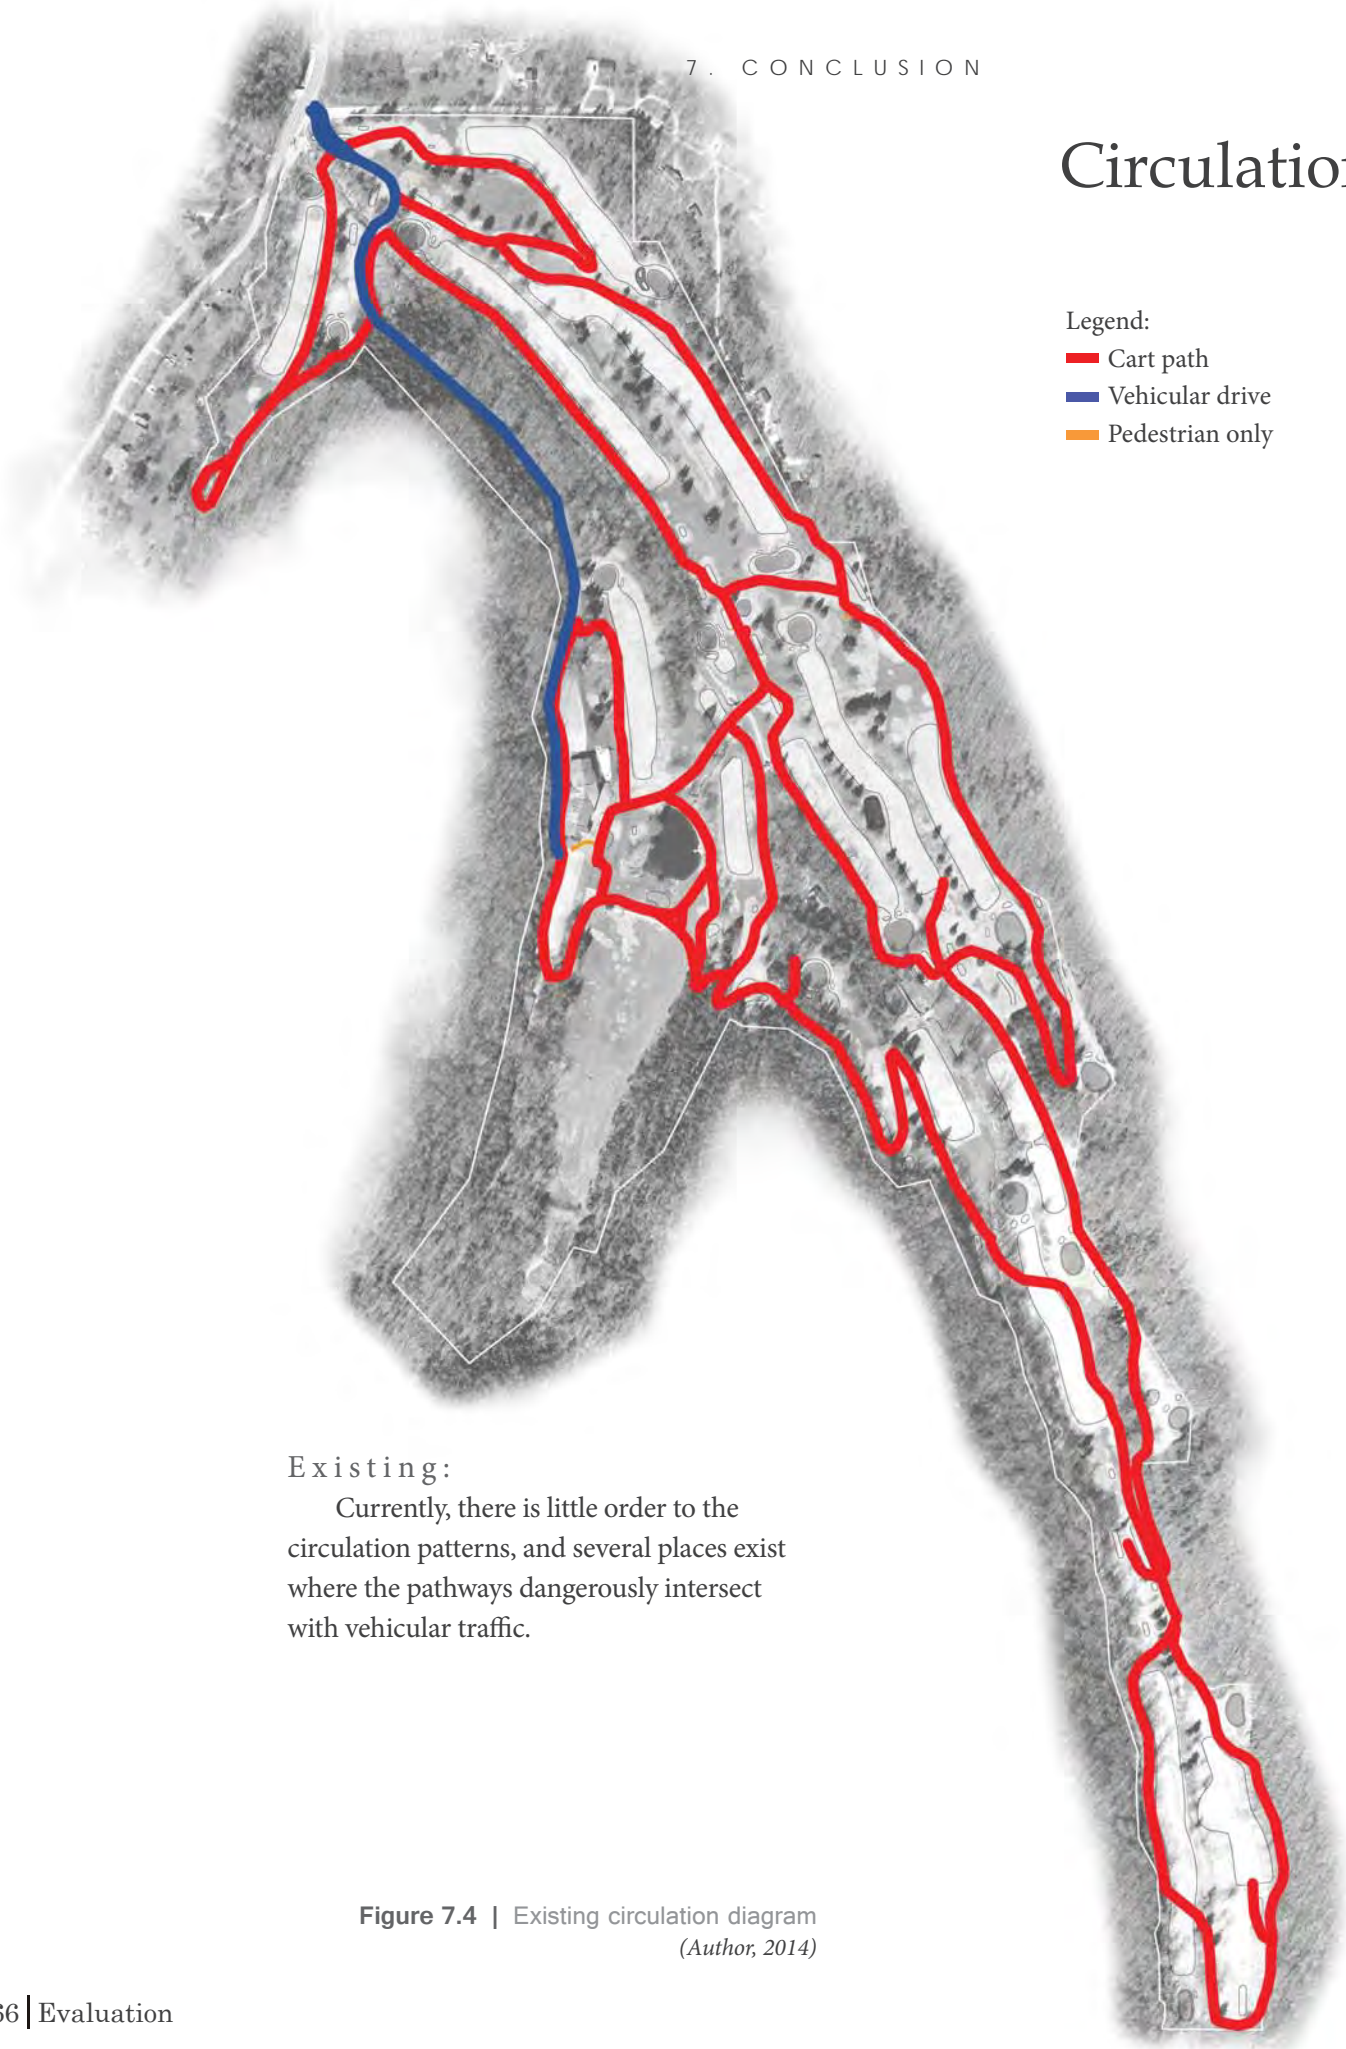 7. CONCLUSION
Circulation
Legend:
Cart path
Vehicular drive
Pedestrian only
Existing:
Currently, there is little order to the
circulation patterns, and several places exist
where the pathways dangerously intersect
with vehicular traffic.
Figure 7.4 | Existing circulation diagram
(Author, 2014)
66 | Evaluation